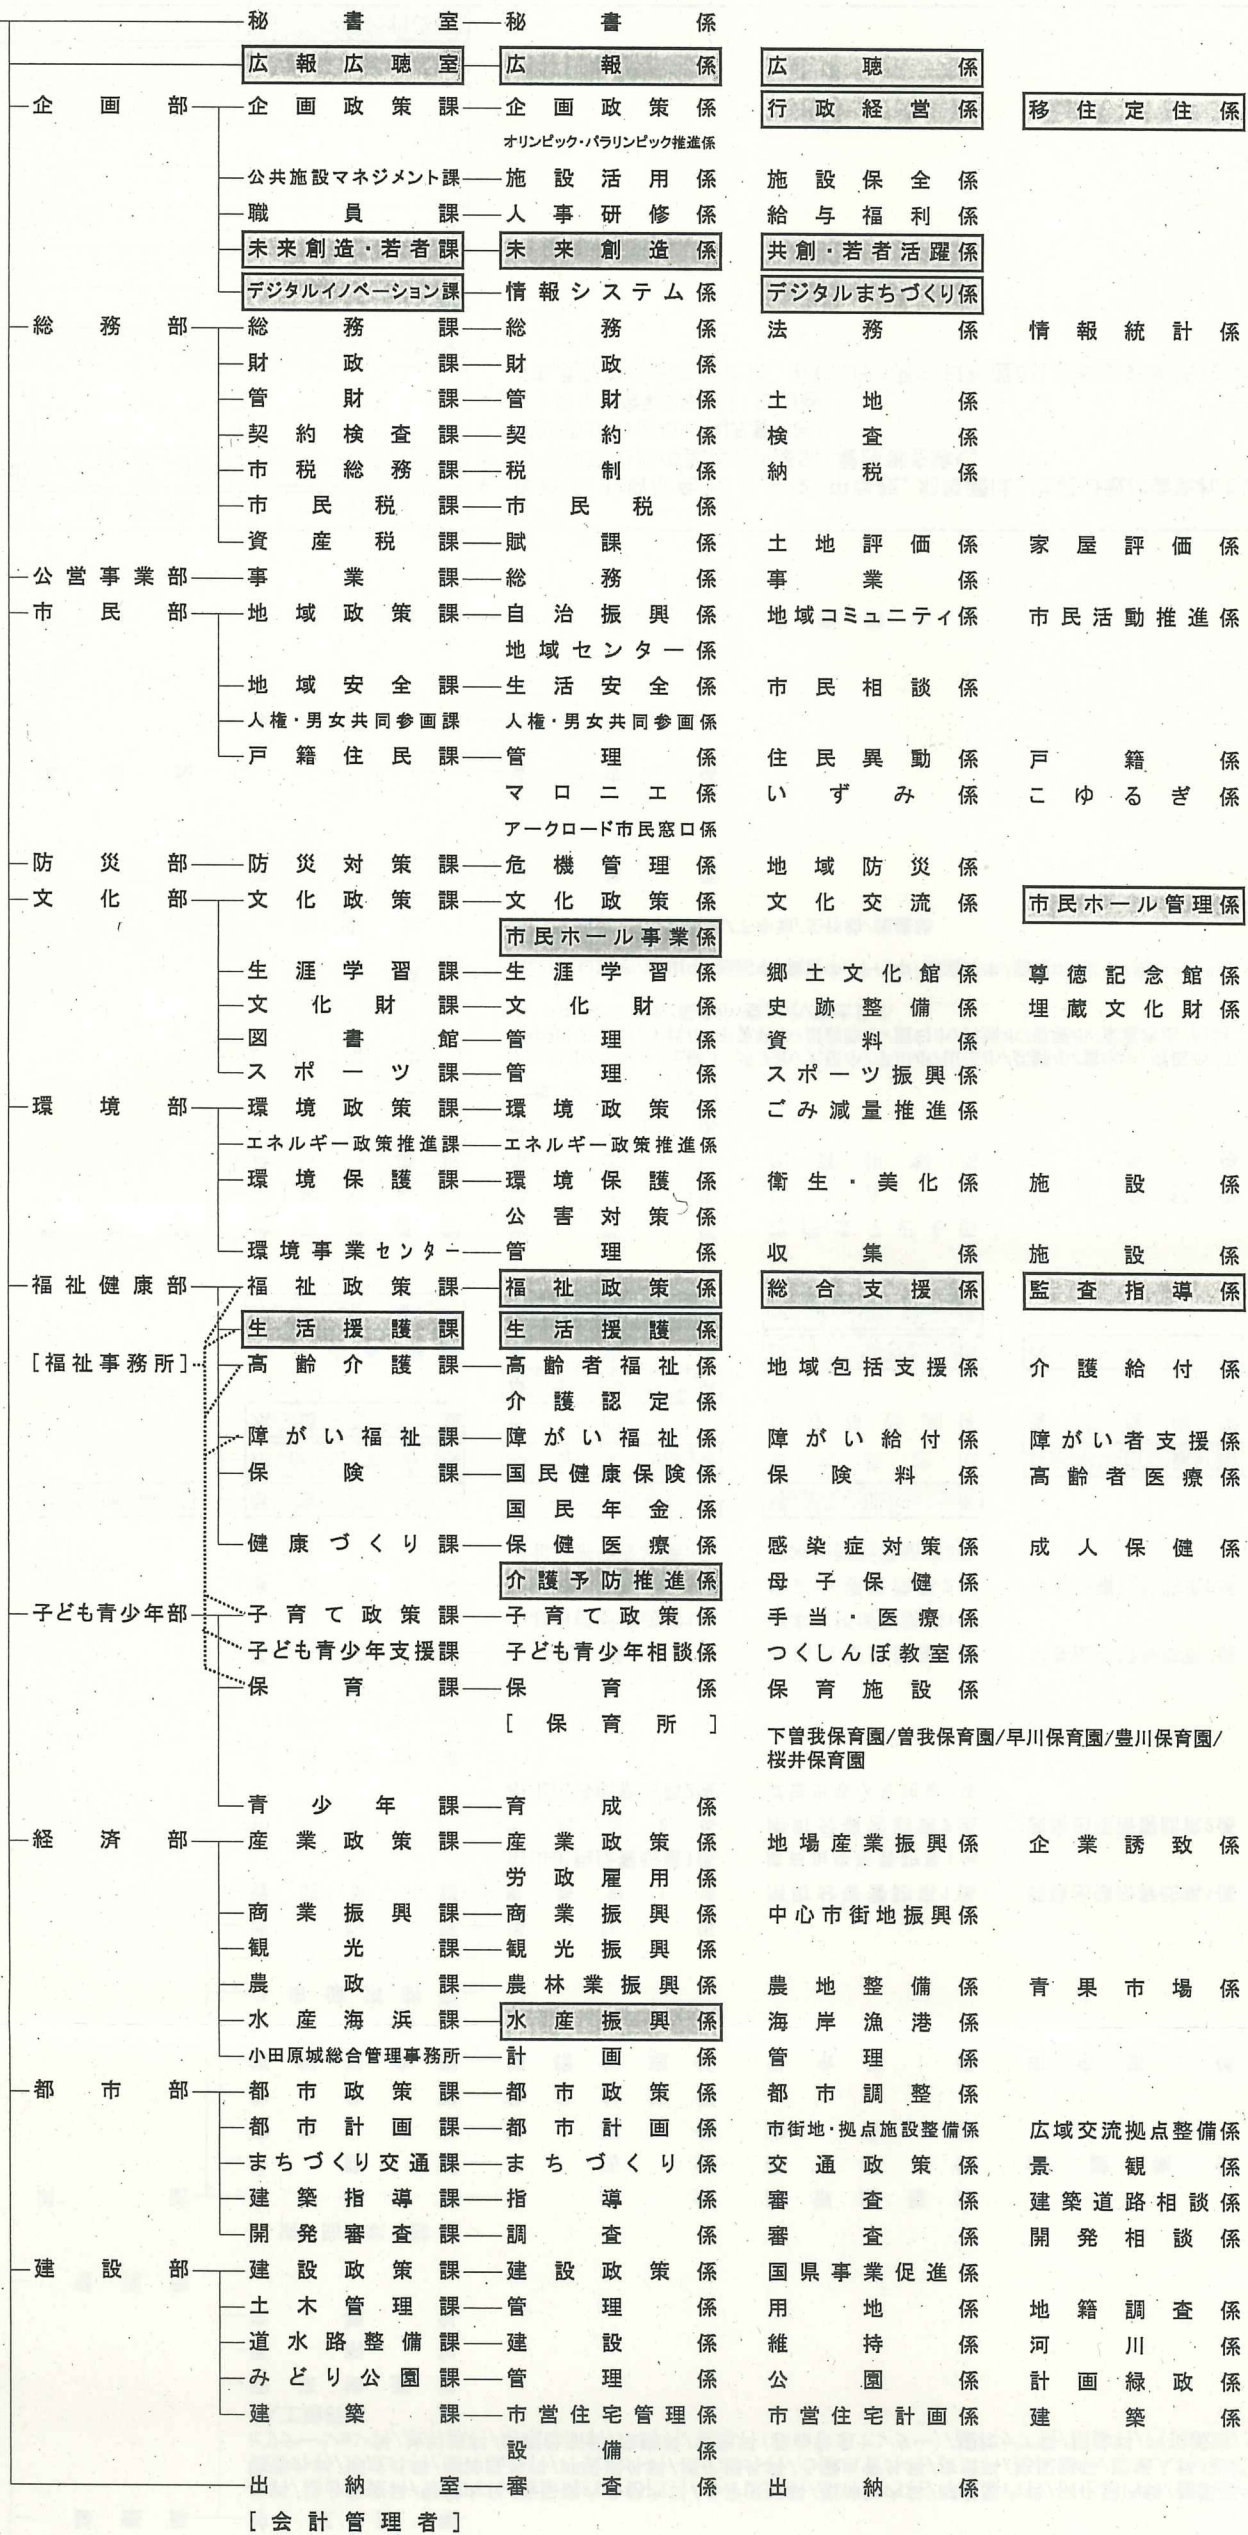 秘書室 秘書係
広報広聴室 広報係 広聴係
企画部 企画政策課 企画政策係 行政経営係 移住定住係
オリンピック・パラリンピック推進係
公共施設マネジメント課 施設活用係 施設保全係
職員課 人事研修係 給与福利係
未来創造・若者課 未来創造係 共創・若者活躍係
デジタルイノベーション課 情報システム係 デジタルまちづくり係
総務部 総務課 総務係 法務係 情報統計係
財政課 財政係
管財課 管財係 土地係
契約検査課 契約係 検査係
市税総務課 税制係 納税係
市民税課 市民税係
資産税課 賦課係 土地評価係 家屋評価係
公営事業部 事業課 総務係 事業係
市民部 地域政策課 自治振興係 地域コミュニティ係 市民活動推進係
地域センター係
地域安全課 生活安全係 市民相談係
人権・男女共同参画課 人権・男女共同参画係
戸籍住民課 管理係 住民異動係 戸籍係
マロニエ係 いずみ係 こゆるぎ係
アークロード市民窓口係
防災部 防災対策課 危機管理係 地域防災係
文化部 文化政策課 文化政策係 文化交流係 市民ホール管理係
市民ホール事業係
生涯学習課 生涯学習係 郷土文化館係 尊徳記念館係
文化財課 文化財係 史跡整備係 埋蔵文化財係
図書館 管理係 資料係
スポーツ課 管理係 スポーツ振興係
環境部 環境政策課 環境政策係 ごみ減量推進係
エネルギー政策推進課 エネルギー政策推進係
環境保護課 環境保護係 衛生・美化係 施設係
公害対策係
環境事業センター 管理係 収集係 施設係
福祉健康部 福祉政策課 福祉政策係 総合支援係 監査指導係
生活援護課 生活援護係
[福祉事務所] 高齢介護課 高齢者福祉係 地域包括支援係 介護給付係
介護認定係
障がい福祉課 障がい福祉係 障がい給付係 障がい者支援係
保険課 国民健康保険係 保険料係 高齢者医療係
国民年金係
健康づくり課 保健医療係 感染症対策係 成人保健係
介護予防推進係 母子保健係
子ども青少年部 子育て政策課 子育て政策係 手当・医療係
子ども青少年支援課 子ども青少年相談係 つくしんぼ教室係
保育課 保育係 保育施設係
[保育所] 下曽我保育園/曽我保育園/早川保育園/豊川保育園/
桜井保育園
青少年課 育成係
経済部 産業政策課 産業政策係 地場産業振興係 企業誘致係
労政雇用係
商業振興課 商業振興係 中心市街地振興係
観光課 観光振興係
農政課 農林業振興係 農地整備係 青果市場係
水産海浜課 水産振興係 海岸漁港係
小田原城総合管理事務所 計画係 管理係
都市部 都市政策課 都市政策係 都市調整係
都市計画課 都市計画係 市街地・拠点施設整備係 広域交流拠点整備係
まちづくり交通課 まちづくり係 交通政策係 景観係
建築指導課 指導係 審査係 建築道路相談係
開発審査課 調査係 審査係 開発相談係
建設部 建設政策課 建設政策係 国県事業促進係
土木管理課 管理係 用地係 地籍調査係
道水路整備課 建設係 維持係 河川係
みどり公園課 管理係 公園係 計画緑政係
建築課 市営住宅管理係 市営住宅計画係 建築係
設備係
出納室 審査係 出納係
[会計管理者]